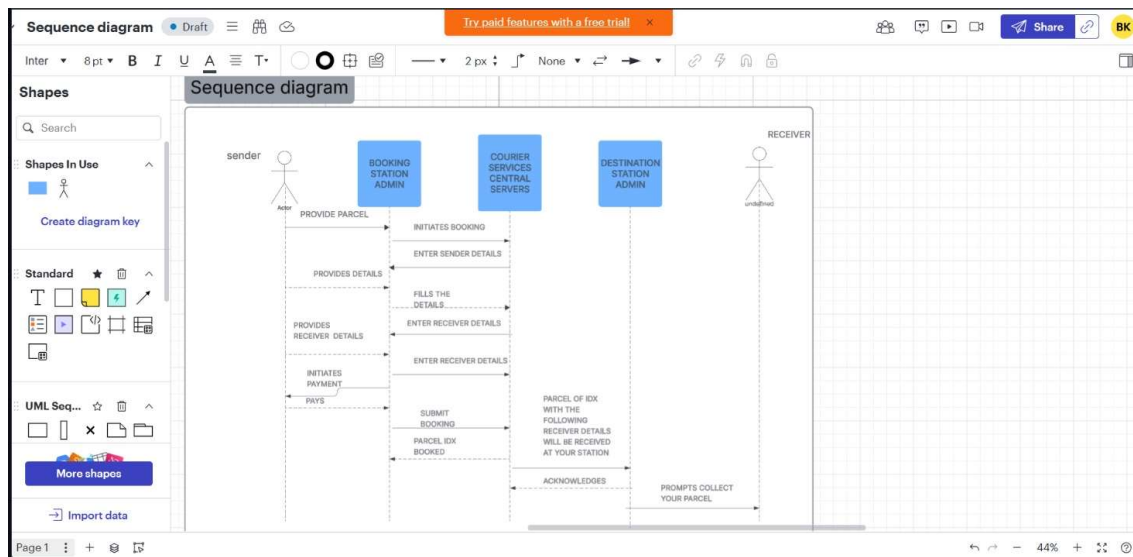 Sequence diagram
Draft
Try paid features with a free trial!
×
Share
BK
Inter
8 pt
B
I
U
A
T
2 px
None
Shapes
Search
Shapes In Use
Create diagram key
Standard
T
UML Seq...
More shapes
Import data
Sequence diagram
sender
Actor
BOOKING
STATION
ADMIN
COURIER
SERVICES
CENTRAL
SERVERS
DESTINATION
STATION
ADMIN
RECEIVER
undefined
PROVIDE PARCEL
INITIATES BOOKING
ENTER SENDER DETAILS
PROVIDES DETAILS
FILLS THE
DETAILS
ENTER RECEIVER DETAILS
PROVIDES
RECEIVER DETAILS
ENTER RECEIVER DETAILS
INITIATES
PAYMENT
PAYS
SUBMIT
BOOKING
PARCEL IDX
BOOKED
PARCEL OF IDX
WITH THE
FOLLOWING
RECEIVER DETAILS
WILL BE RECEIVED
AT YOUR STATION
ACKNOWLEDGES
PROMPTS COLLECT
YOUR PARCEL
Page 1
44%